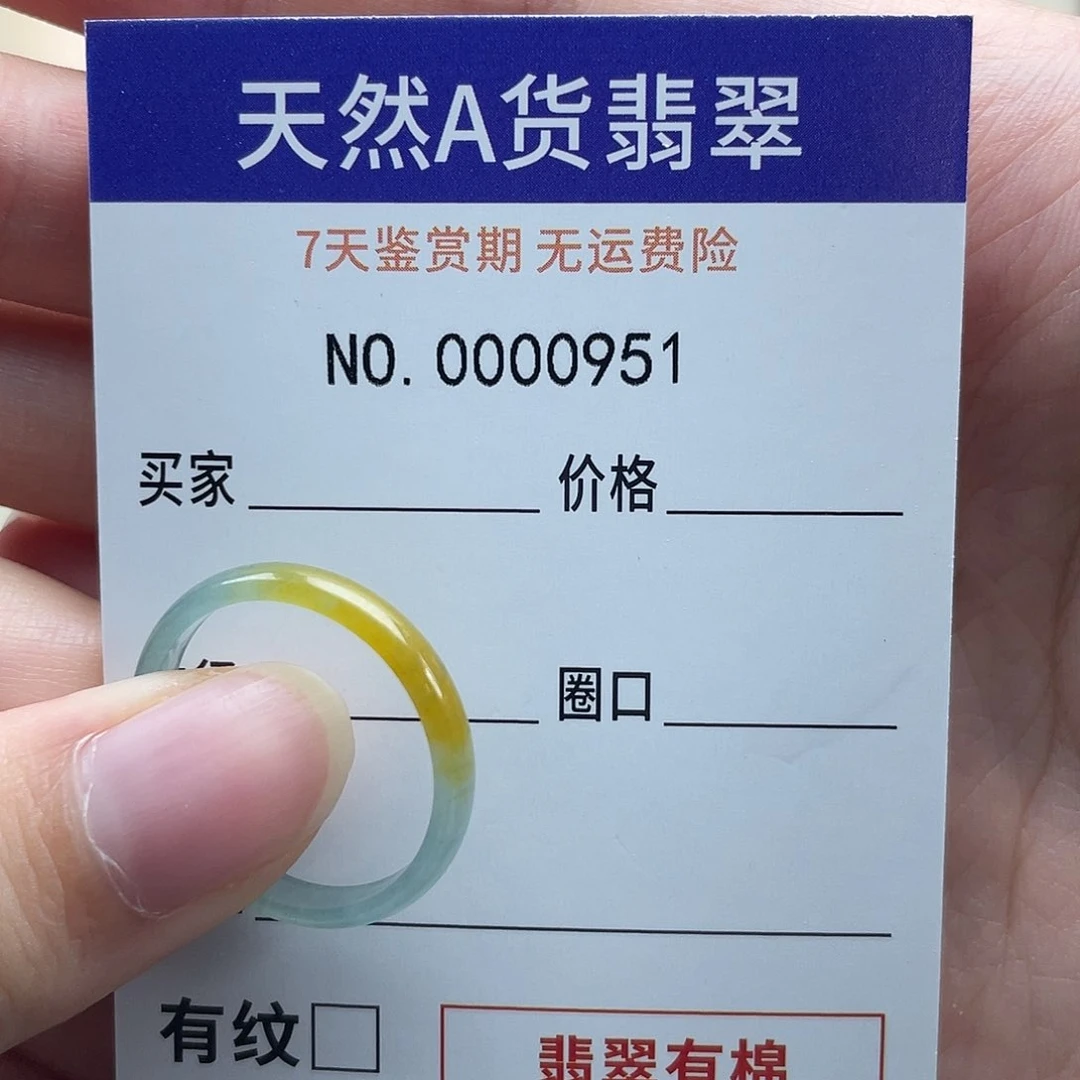 天然A货翡翠
7天鉴赏期 无运费险
NO.0000951
买家 价格
圈口
有纹
翡翠有棉